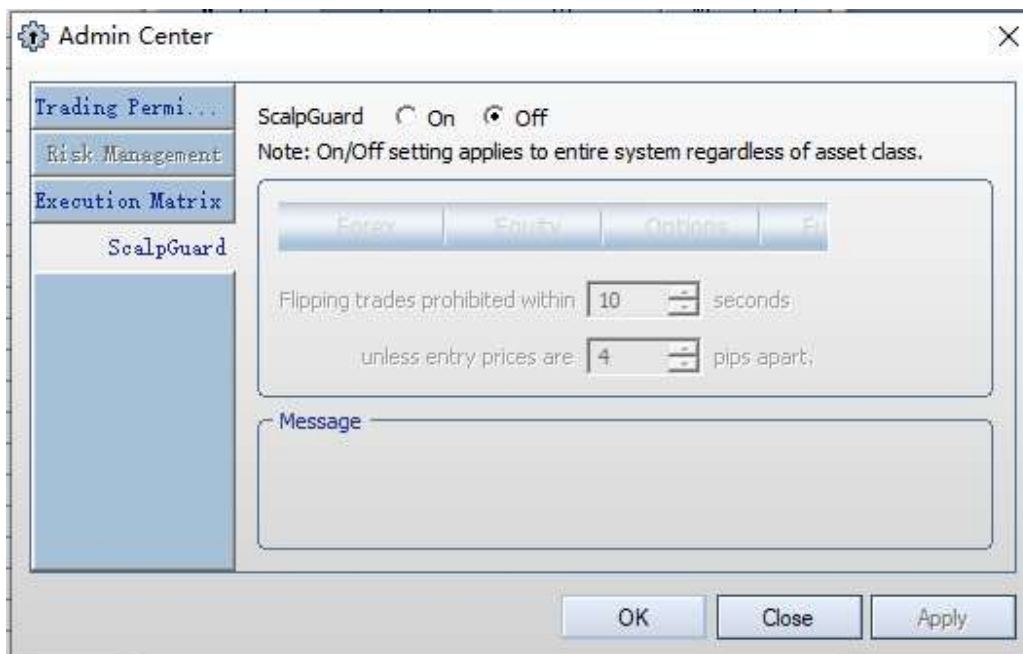 Admin Center
Trading Permi...
Risk Management
Execution Matrix
ScalpGuard
ScalpGuard On Off
Note: On/Off setting applies to entire system regardless of asset class.
Forex Equity Options Fu
Flipping trades prohibited within 10 seconds
unless entry prices are 4 pips apart.
Message
OK Close Apply